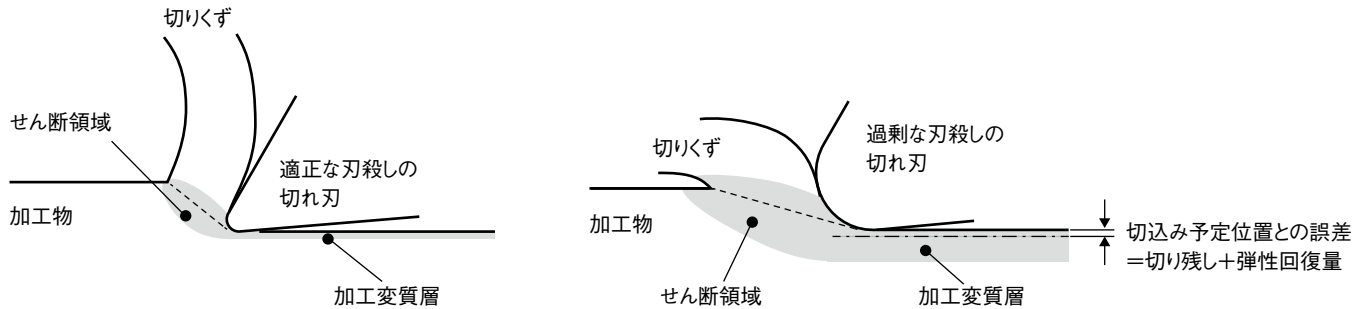 切りくず
せん断領域
適正な刃殺しの
切れ刃
加工物
加工変質層
切りくず
過剰な刃殺しの
切れ刃
加工物
切込み予定位置との誤差
＝切り残し＋弾性回復量
せん断領域
加工変質層